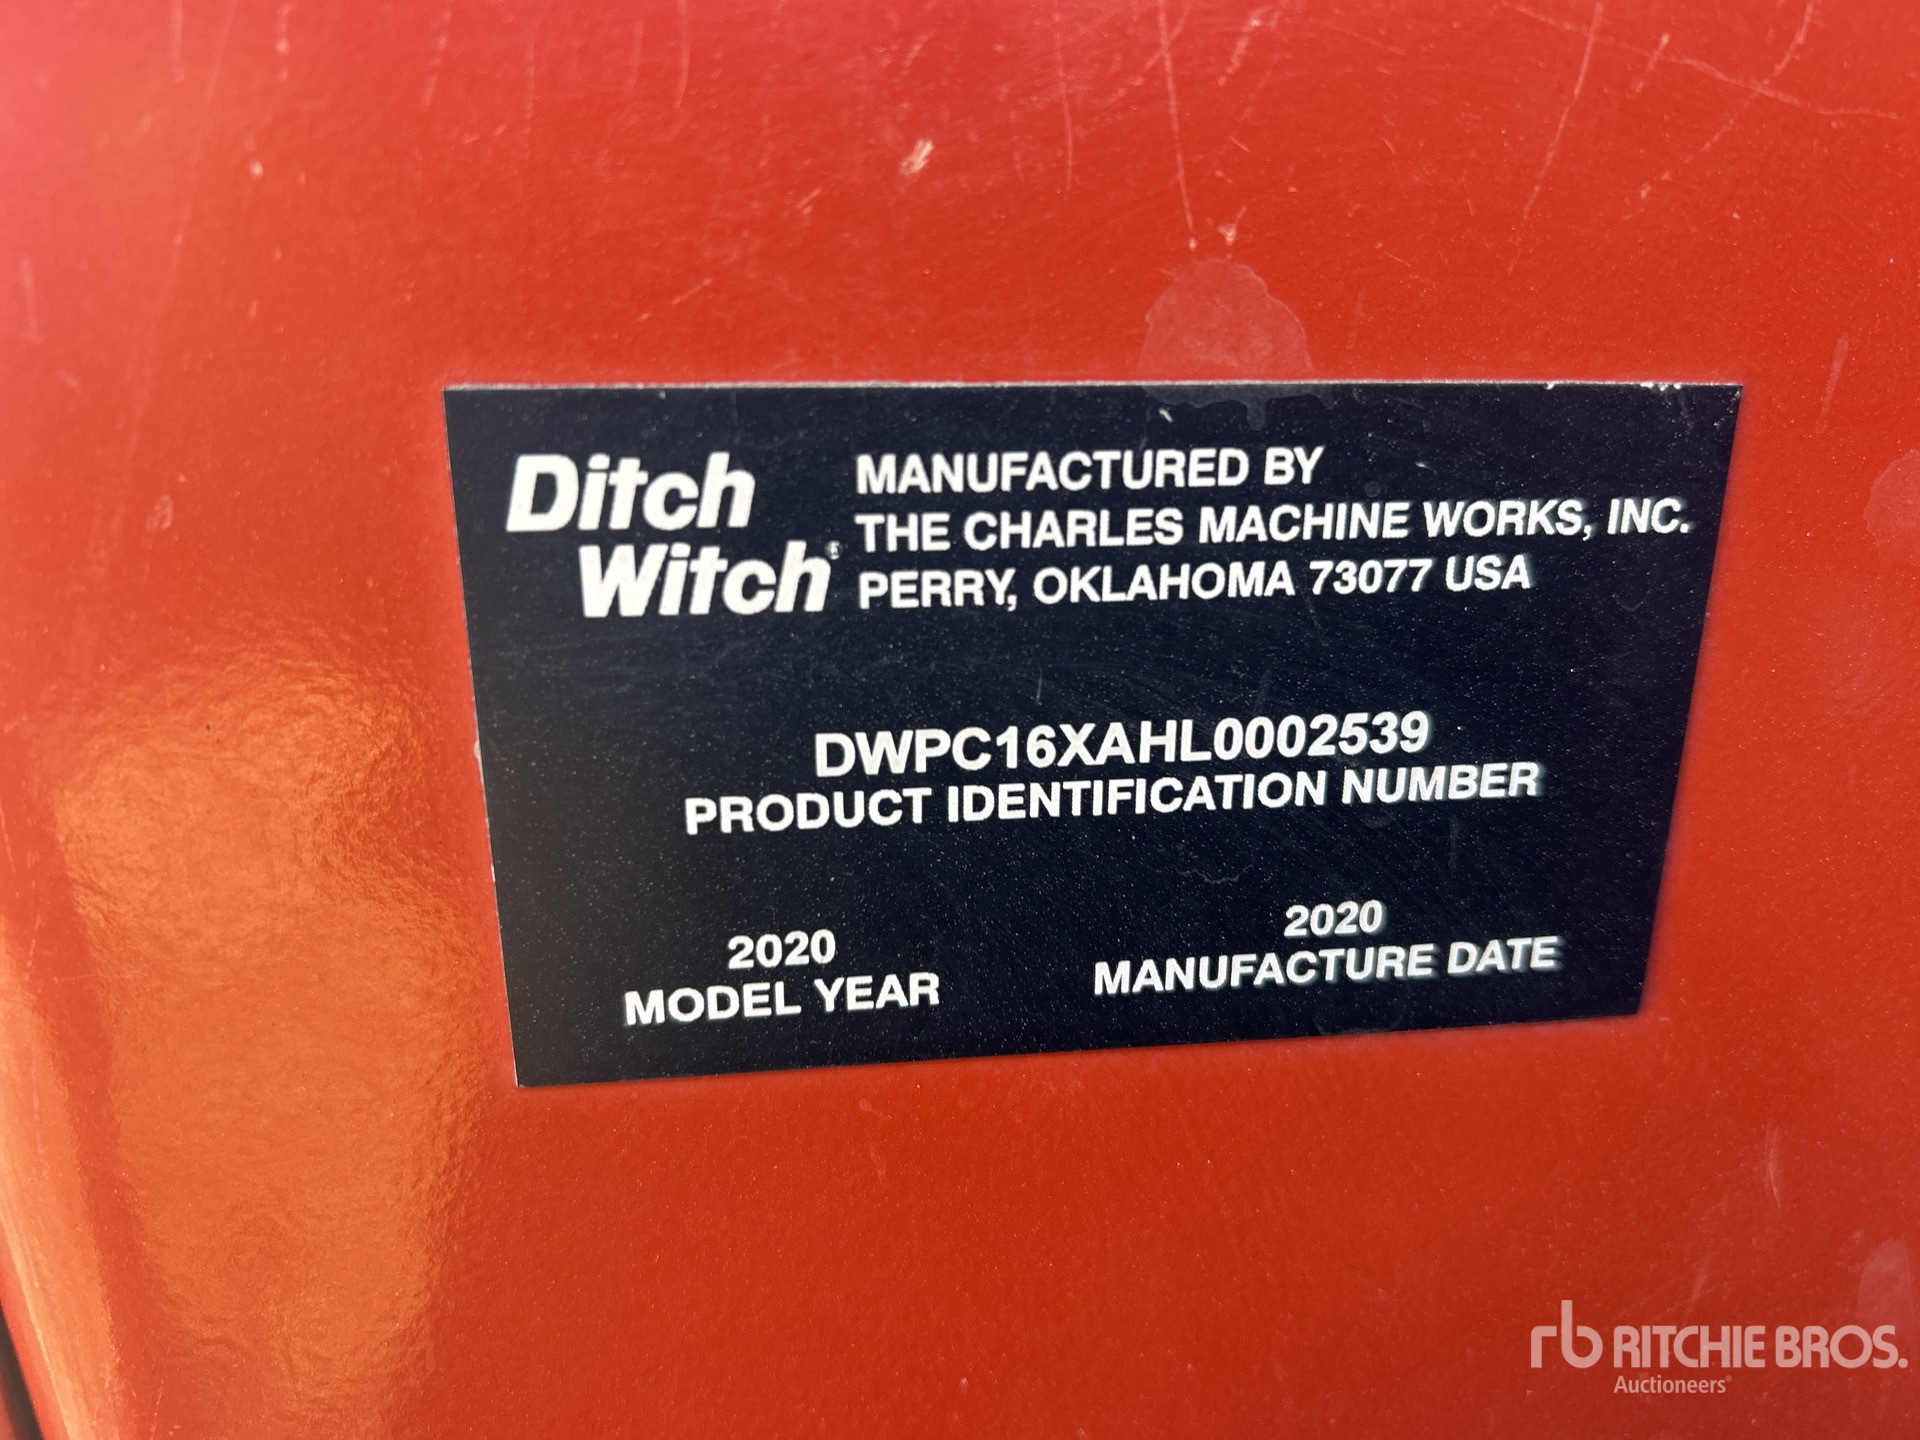 Ditch
Witch®
MANUFACTURED BY
THE CHARLES MACHINE WORKS, INC.
PERRY, OKLAHOMA 73077 USA
DWPC16XAHL0002539
PRODUCT IDENTIFICATION NUMBER
2020
MODEL YEAR
2020
MANUFACTURE DATE
rb RITCHIE BROS.
Auctioneers®